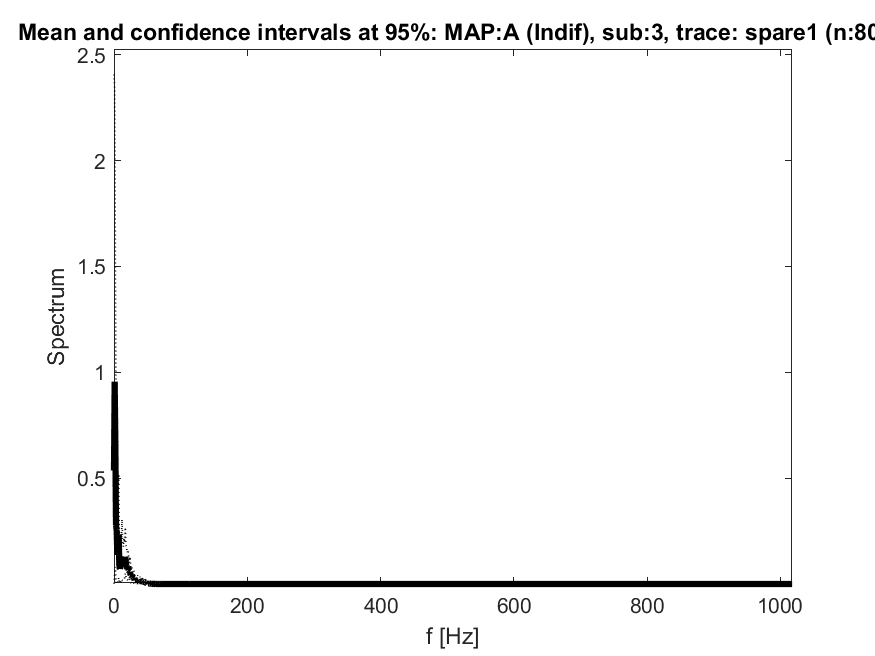 Mean and confidence intervals at 95%: MAP:A (Indif), sub:3, trace: spare1 (n:80
2.5
2
1.5
1
0.5
Spectrum
0 200 400 600 800 1000
f [Hz]